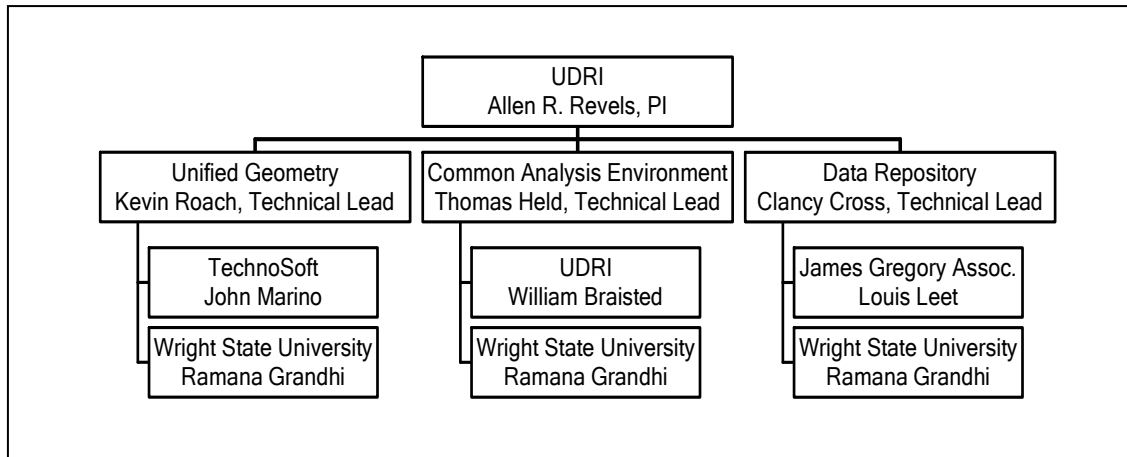 UDRI
Allen R. Revels, PI
Unified Geometry
Kevin Roach, Technical Lead
Common Analysis Environment
Thomas Held, Technical Lead
Data Repository
Clancy Cross, Technical Lead
TechnoSoft
John Marino
UDRI
William Braisted
James Gregory Assoc.
Louis Leet
Wright State University
Ramana Grandhi
Wright State University
Ramana Grandhi
Wright State University
Ramana Grandhi